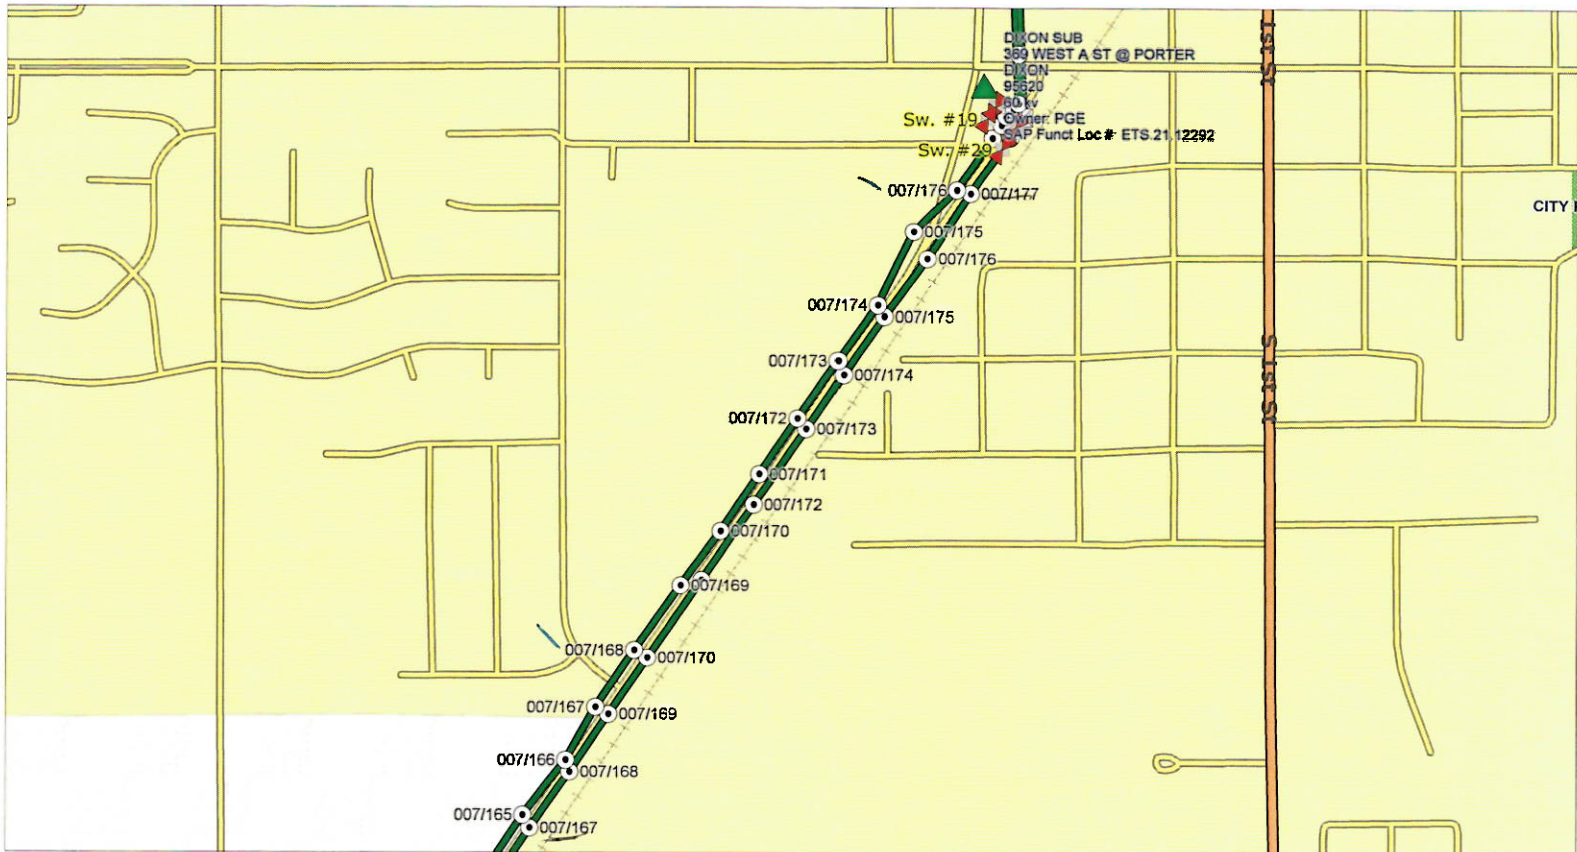 DIXON SUB
369 WEST A ST @ PORTER
DIXON
95620
60 kv
Sw. #19
Owner: PGE
SAP Funct Loc #: ETS.21.12292
Sw. #29
1S 1ST
007/176
007/177
CITY
007/175
007/176
007/174
007/175
007/173
007/174
1S 1ST S
007/172
007/173
007/171
007/172
007/170
007/169
007/168
007/170
007/167
007/169
007/166
007/168
007/165
007/167